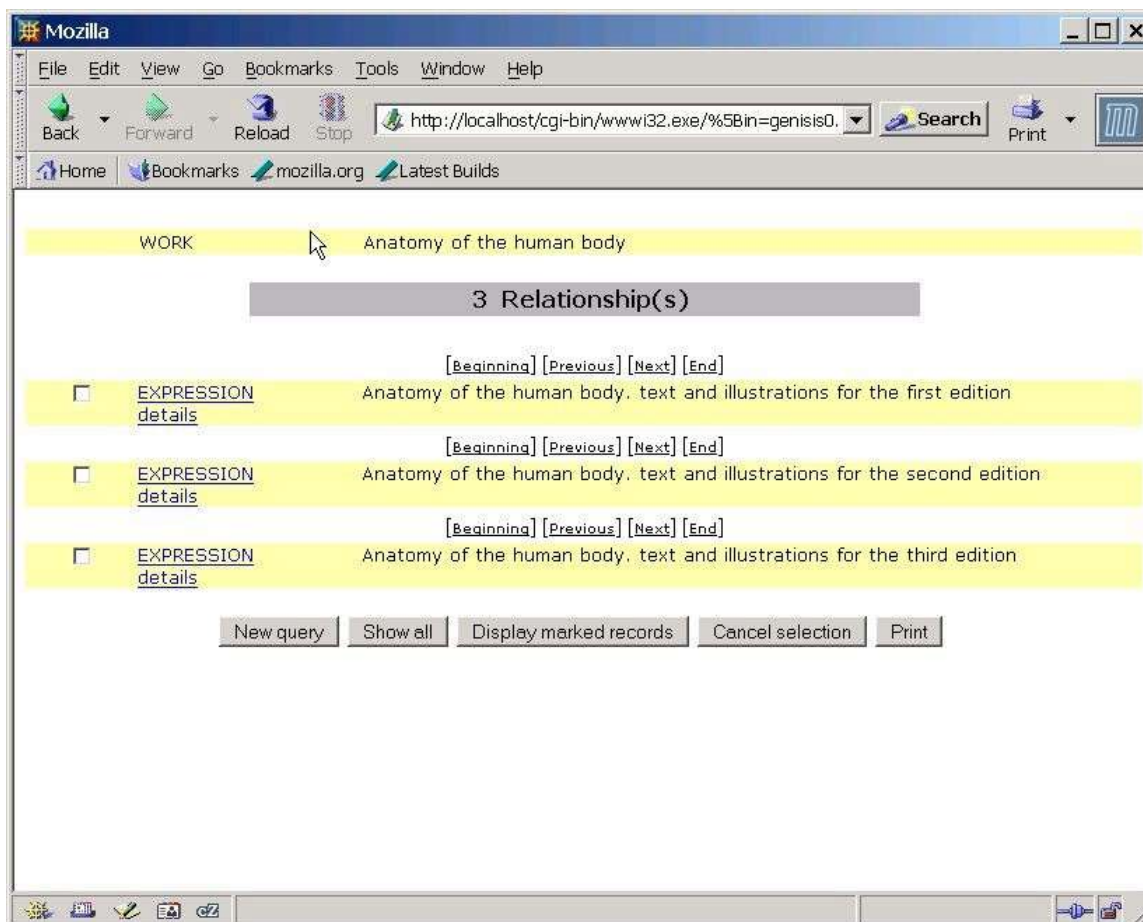 Mozilla
File Edit View Go Bookmarks Tools Window Help
Back Forward Reload Stop http://localhost/cgi-bin/wwwi32.exe/%5Bin=genisis0. Search Print
Home Bookmarks mozilla.org Latest Builds
WORK Anatomy of the human body
3 Relationship(s)
[Beginning] [Previous] [Next] [End]
EXPRESSION Anatomy of the human body. text and illustrations for the first edition
details
[Beginning] [Previous] [Next] [End]
EXPRESSION Anatomy of the human body. text and illustrations for the second edition
details
[Beginning] [Previous] [Next] [End]
EXPRESSION Anatomy of the human body. text and illustrations for the third edition
details
New query Show all Display marked records Cancel selection Print